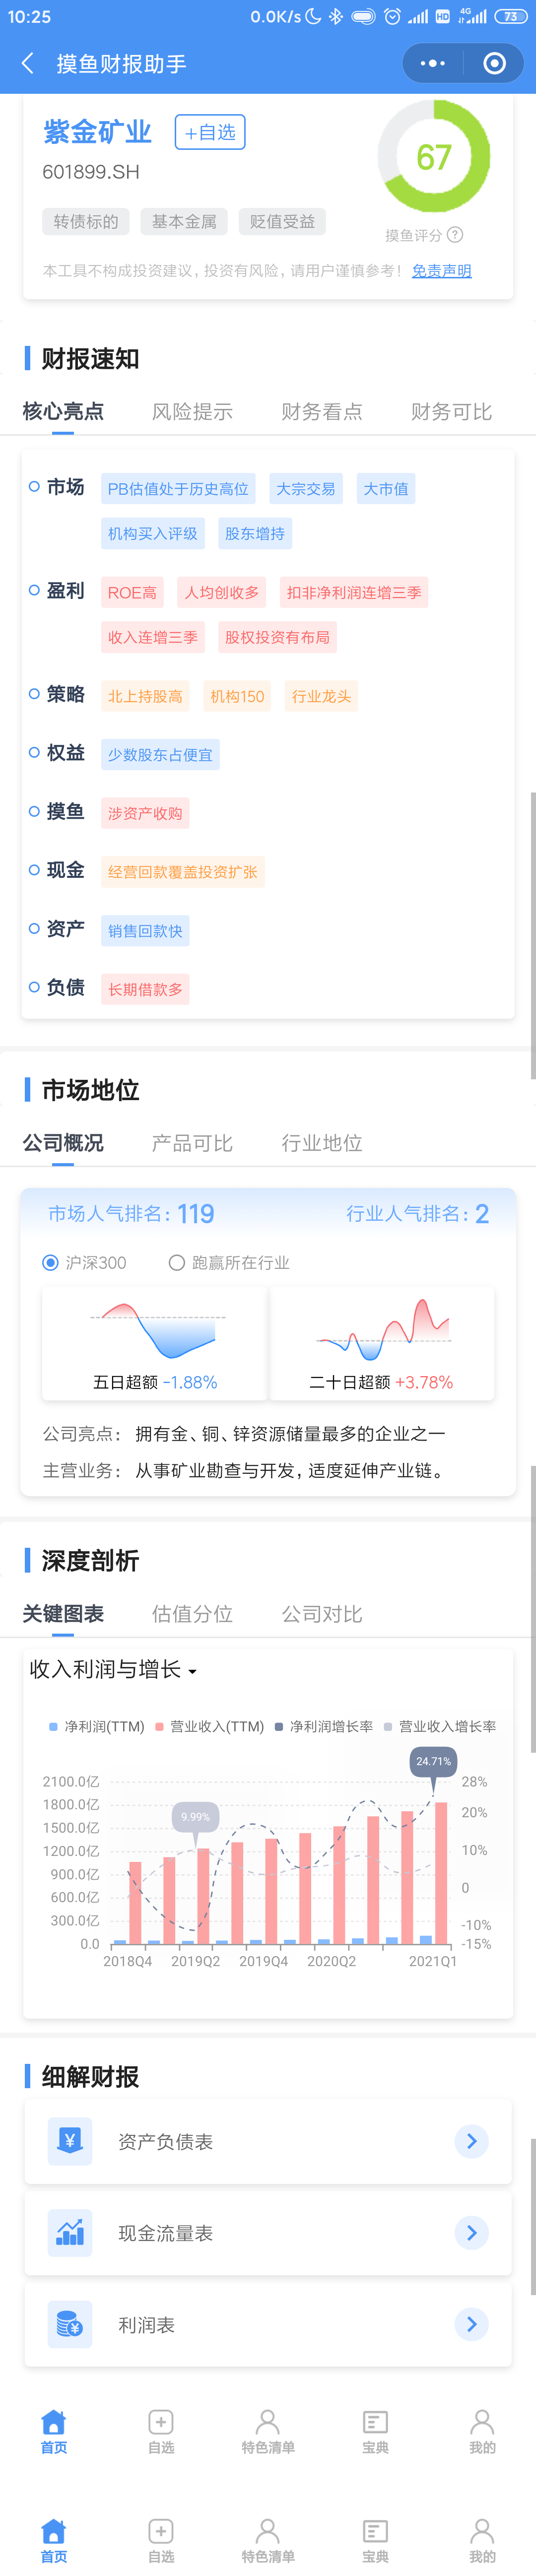 10:25 0.0K/s HD 4G 73
摸鱼财报助手
紫金矿业 +自选
601899.SH
67
转债标的 基本金属 贬值受益
摸鱼评分 ?
本工具不构成投资建议,投资有风险,请用户谨慎参考! 免责声明
财报速知
核心亮点 风险提示 财务看点 财务可比
市场 PB估值处于历史高位 大宗交易 大市值
机构买入评级 股东增持
盈利 ROE高 人均创收多 扣非净利润连增三季
收入连增三季 股权投资有布局
策略 北上持股高 机构150 行业龙头
权益 少数股东占便宜
摸鱼 涉资产收购
现金 经营回款覆盖投资扩张
资产 销售回款快
负债 长期借款多
市场地位
公司概况 产品可比 行业地位
市场人气排名: 119 行业人气排名: 2
沪深300 跑赢所在行业
五日超额 -1.88% 二十日超额 +3.78%
公司亮点: 拥有金、铜、锌资源储量最多的企业之一
主营业务: 从事矿业勘查与开发,适度延伸产业链。
深度剖析
关键图表 估值分位 公司对比
收入利润与增长
净利润(TTM) 营业收入(TTM) 净利润增长率 营业收入增长率
24.71%
2100.0亿 28%
1800.0亿 20%
9.99%
1500.0亿
1200.0亿 10%
900.0亿 0
600.0亿
300.0亿 -10%
0.0 -15%
2018Q4 2019Q2 2019Q4 2020Q2 2021Q1
细解财报
资产负债表
现金流量表
利润表
首页 自选 特色清单 宝典 我的
首页 自选 特色清单 宝典 我的